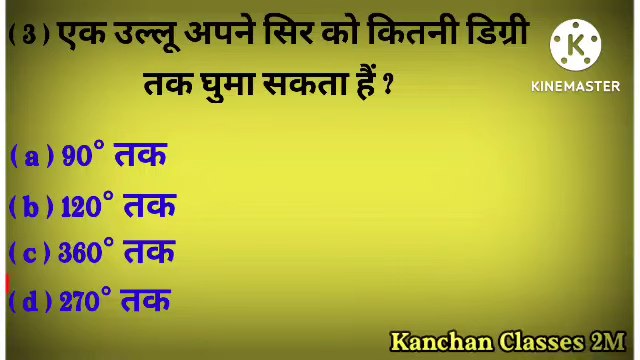 ( 3 ) एक उल्लू अपने सिर को कितनी डिग्री
तक घुमा सकता हैं ?
K
KINEMASTER
( a ) 90° तक
( b ) 120° तक
( c ) 360° तक
( d ) 270° तक
Kanchan Classes 2M